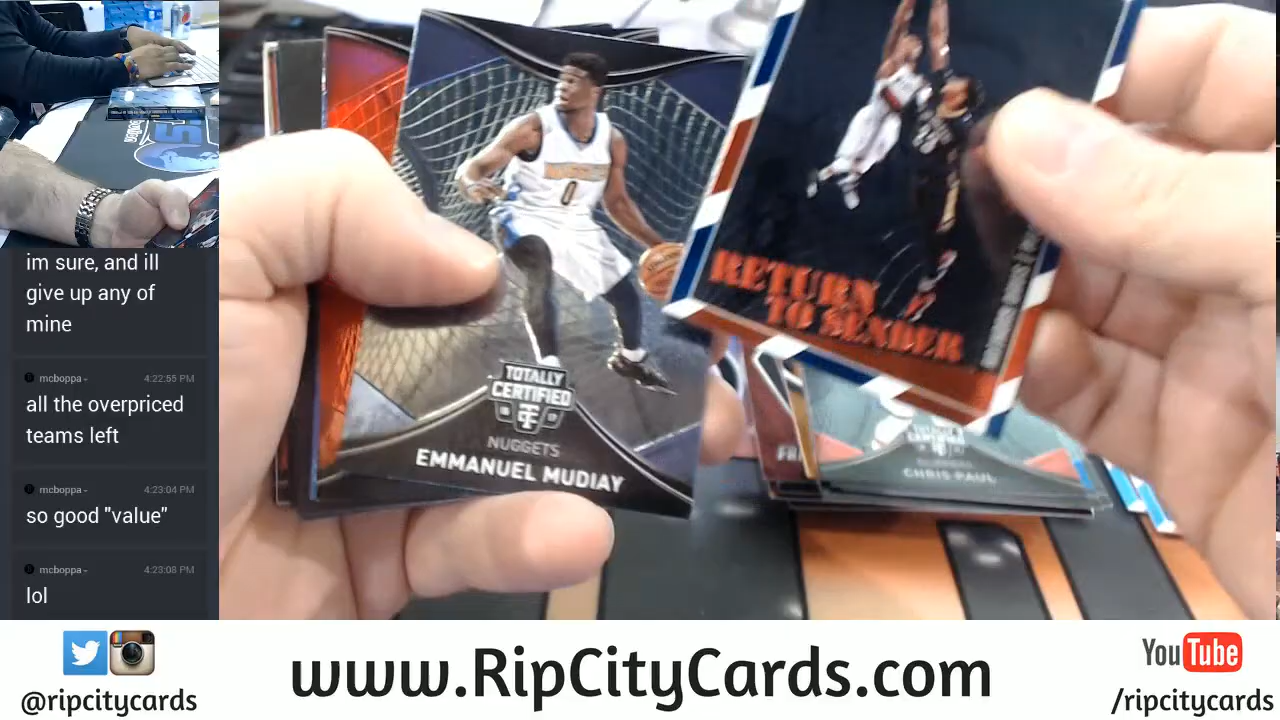 im sure, and ill
give up any of
mine
mcboppa
4:22:55 PM
all the overpriced
teams left
mcboppa
4:23:04 PM
so good "value"
mcboppa
4:23:08 PM
lol
0
TOTALLY
CERTIFIED
NUGGETS
EMMANUEL MUDIAY
RETURN
TO SENDER
CHRIS PAUL
@ripcitycards
www.RipCityCards.com
YouTube
/ripcitycards